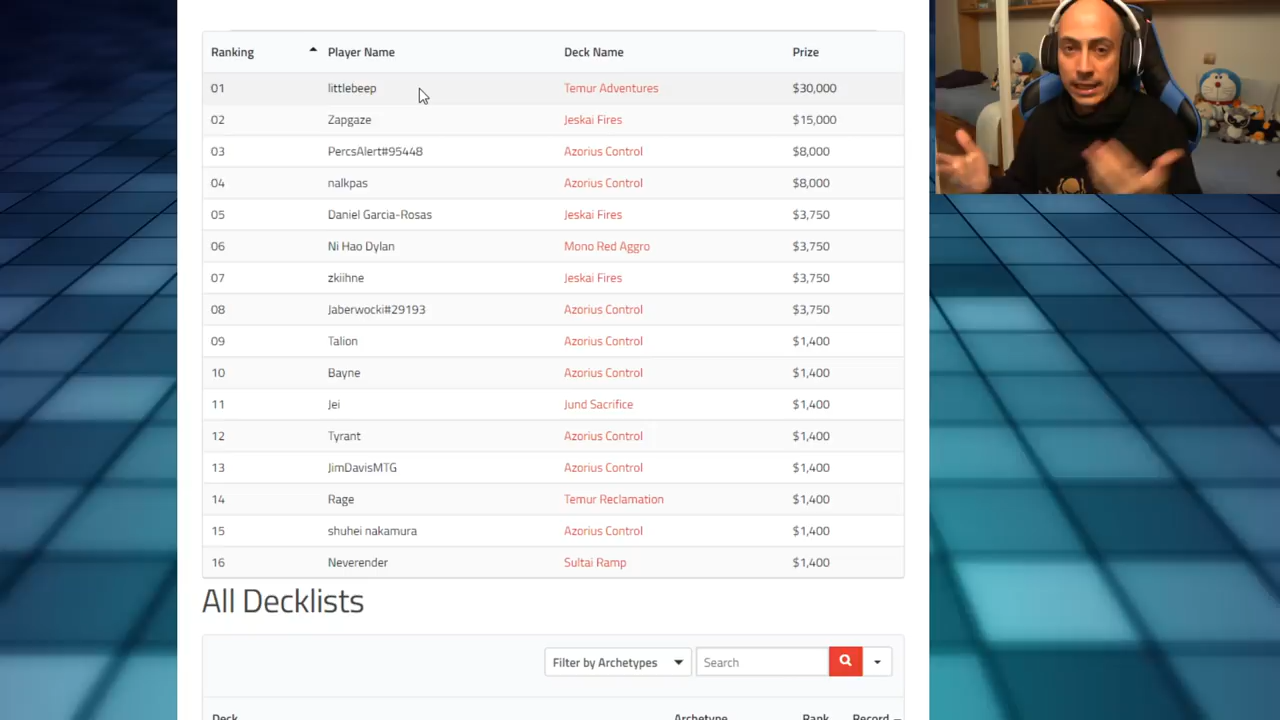 Ranking Player Name Deck Name Prize
01 littlebeep Temur Adventures $30,000
02 Zapgaze Jeskai Fires $15,000
03 PercsAlert#95448 Azorius Control $8,000
04 nalkpas Azorius Control $8,000
05 Daniel Garcia-Rosas Jeskai Fires $3,750
06 Ni Hao Dylan Mono Red Aggro $3,750
07 zkiihne Jeskai Fires $3,750
08 Jaberwocki#29193 Azorius Control $3,750
09 Talion Azorius Control $1,400
10 Bayne Azorius Control $1,400
11 Jei Jund Sacrifice $1,400
12 Tyrant Azorius Control $1,400
13 JimDavisMTG Azorius Control $1,400
14 Rage Temur Reclamation $1,400
15 shuhei nakamura Azorius Control $1,400
16 Neverender Sultai Ramp $1,400
All Decklists
Filter by Archetypes Search
Deck Archetype Rank Record